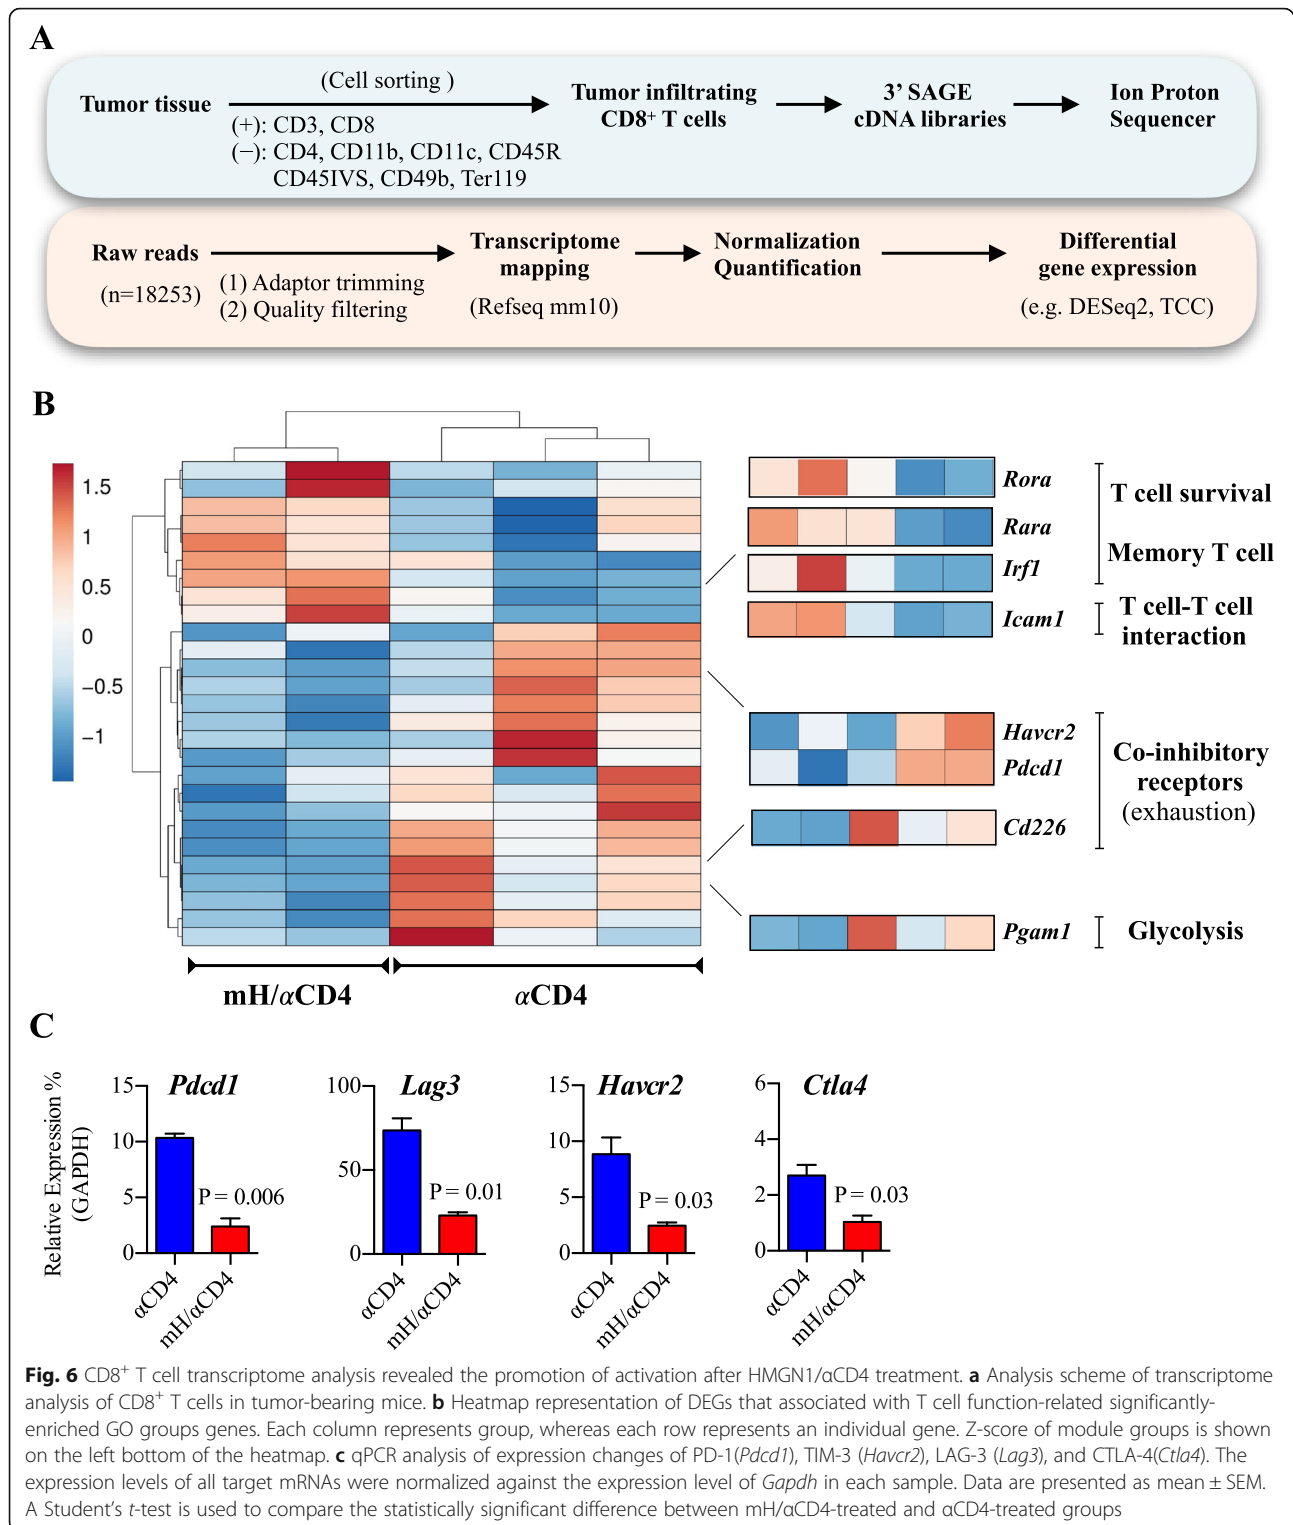 A
Tumor tissue
(Cell sorting )
(+): CD3, CD8
(−): CD4, CD11b, CD11c, CD45R
CD45IVS, CD49b, Ter119
Tumor infiltrating
CD8⁺ T cells
3’ SAGE
cDNA libraries
Ion Proton
Sequencer
Raw reads
(n=18253)
(1) Adaptor trimming
(2) Quality filtering
Transcriptome
mapping
(Refseq mm10)
Normalization
Quantification
Differential
gene expression
(e.g. DESeq2, TCC)
B
1.5
1
0.5
0
−0.5
−1
mH/αCD4
αCD4
Rora
Rara
Irf1
Icam1
Havcr2
Pdcd1
Cd226
Pgam1
T cell survival
Memory T cell
T cell-T cell
interaction
Co-inhibitory
receptors
(exhaustion)
Glycolysis
C
Relative Expression %
(GAPDH)
Pdcd1
15
10
5
0
P = 0.006
αCD4
mH/αCD4
Lag3
100
50
0
P = 0.01
αCD4
mH/αCD4
Havcr2
15
10
5
0
P = 0.03
αCD4
mH/αCD4
Ctla4
6
4
2
0
P = 0.03
αCD4
mH/αCD4
Fig. 6 CD8⁺ T cell transcriptome analysis revealed the promotion of activation after HMGN1/αCD4 treatment. a Analysis scheme of transcriptome
analysis of CD8⁺ T cells in tumor-bearing mice. b Heatmap representation of DEGs that associated with T cell function-related significantly-
enriched GO groups genes. Each column represents group, whereas each row represents an individual gene. Z-score of module groups is shown
on the left bottom of the heatmap. c qPCR analysis of expression changes of PD-1(Pdcd1), TIM-3 (Havcr2), LAG-3 (Lag3), and CTLA-4(Ctla4). The
expression levels of all target mRNAs were normalized against the expression level of Gapdh in each sample. Data are presented as mean ± SEM.
A Student’s t-test is used to compare the statistically significant difference between mH/αCD4-treated and αCD4-treated groups